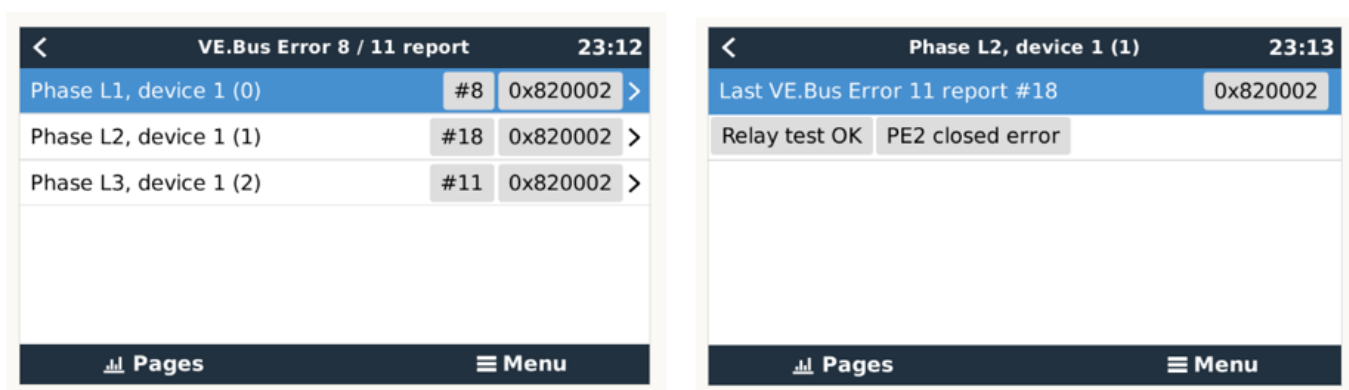 VE.Bus Error 8 / 11 report 23:12
Phase L1, device 1 (0) #8 0x820002
Phase L2, device 1 (1) #18 0x820002
Phase L3, device 1 (2) #11 0x820002
Pages Menu
Phase L2, device 1 (1) 23:13
Last VE.Bus Error 11 report #18 0x820002
Relay test OK PE2 closed error
Pages Menu